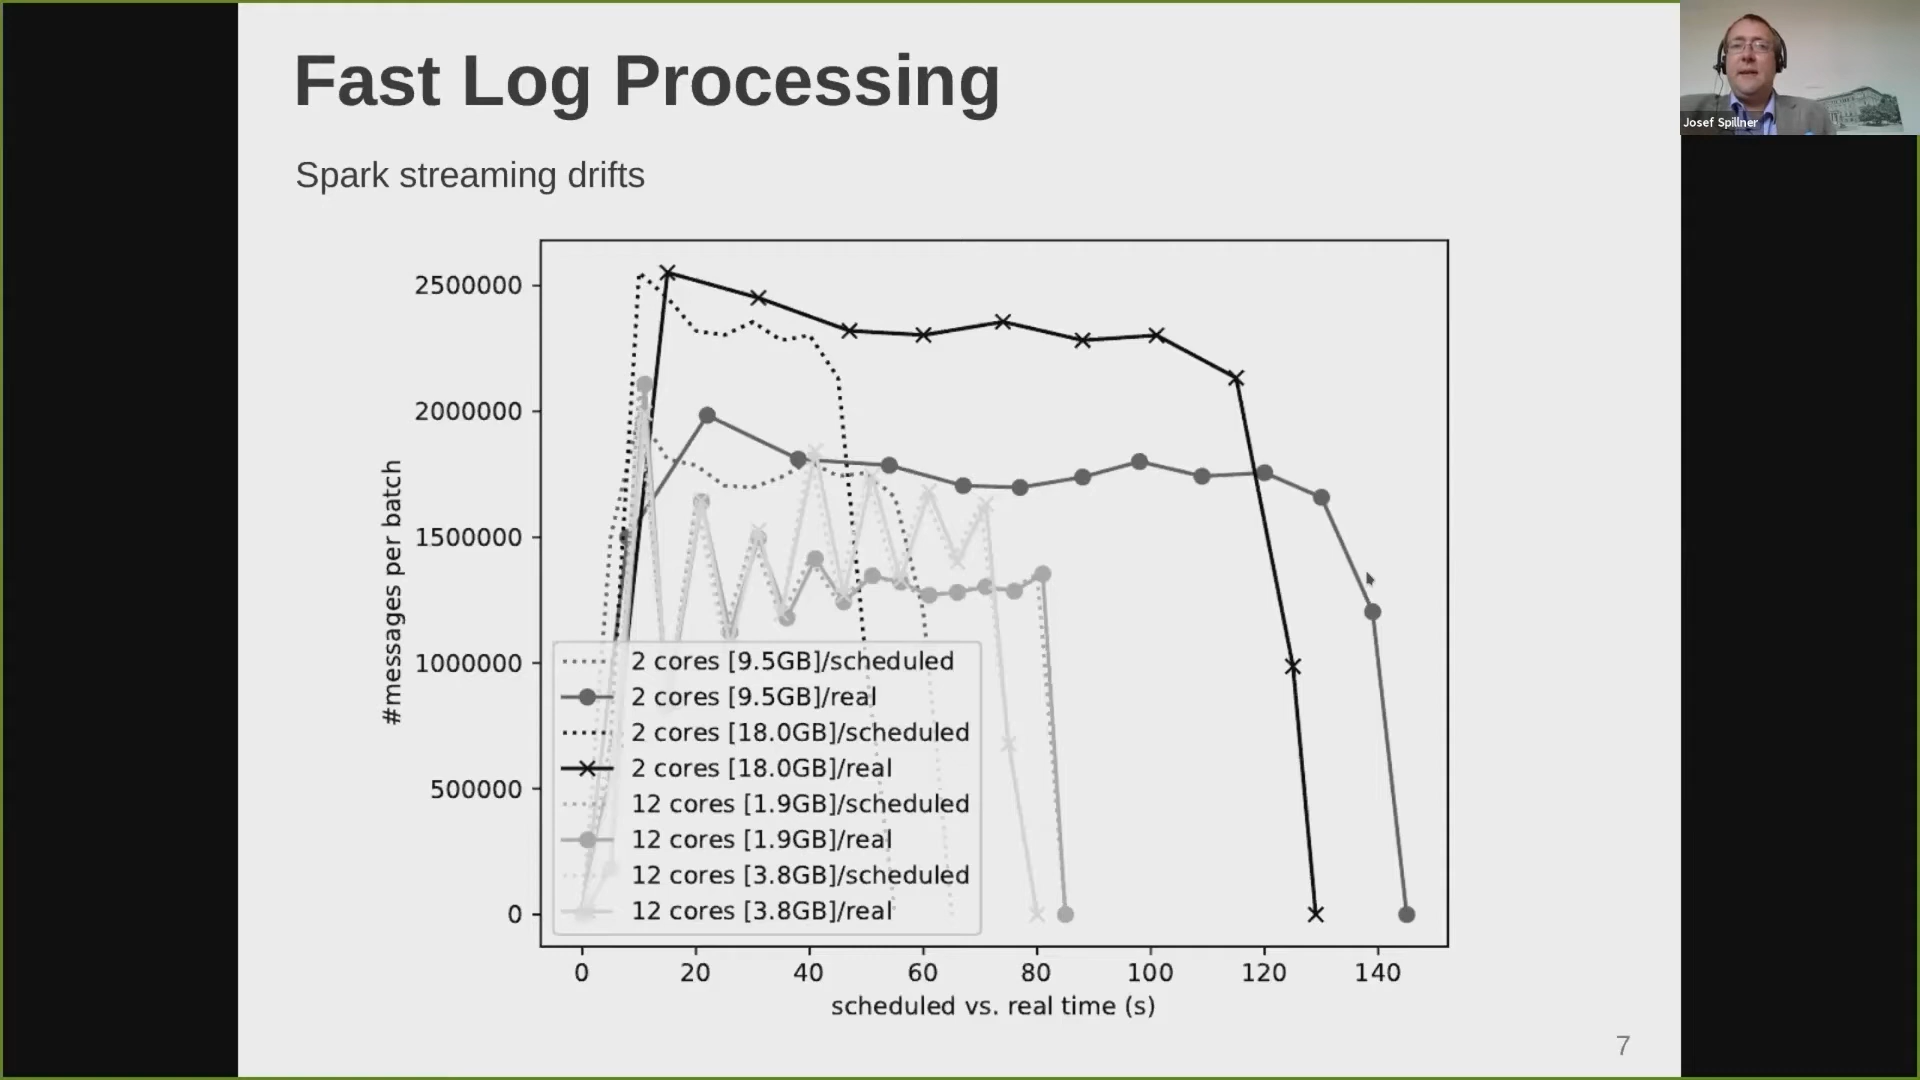 Fast Log Processing
Josef Spillner
Spark streaming drifts
2500000
2000000
1500000
1000000
500000
0
#messages per batch
2 cores [9.5GB]/scheduled
2 cores [9.5GB]/real
2 cores [18.0GB]/scheduled
2 cores [18.0GB]/real
12 cores [1.9GB]/scheduled
12 cores [1.9GB]/real
12 cores [3.8GB]/scheduled
12 cores [3.8GB]/real
0 20 40 60 80 100 120 140
scheduled vs. real time (s)
7